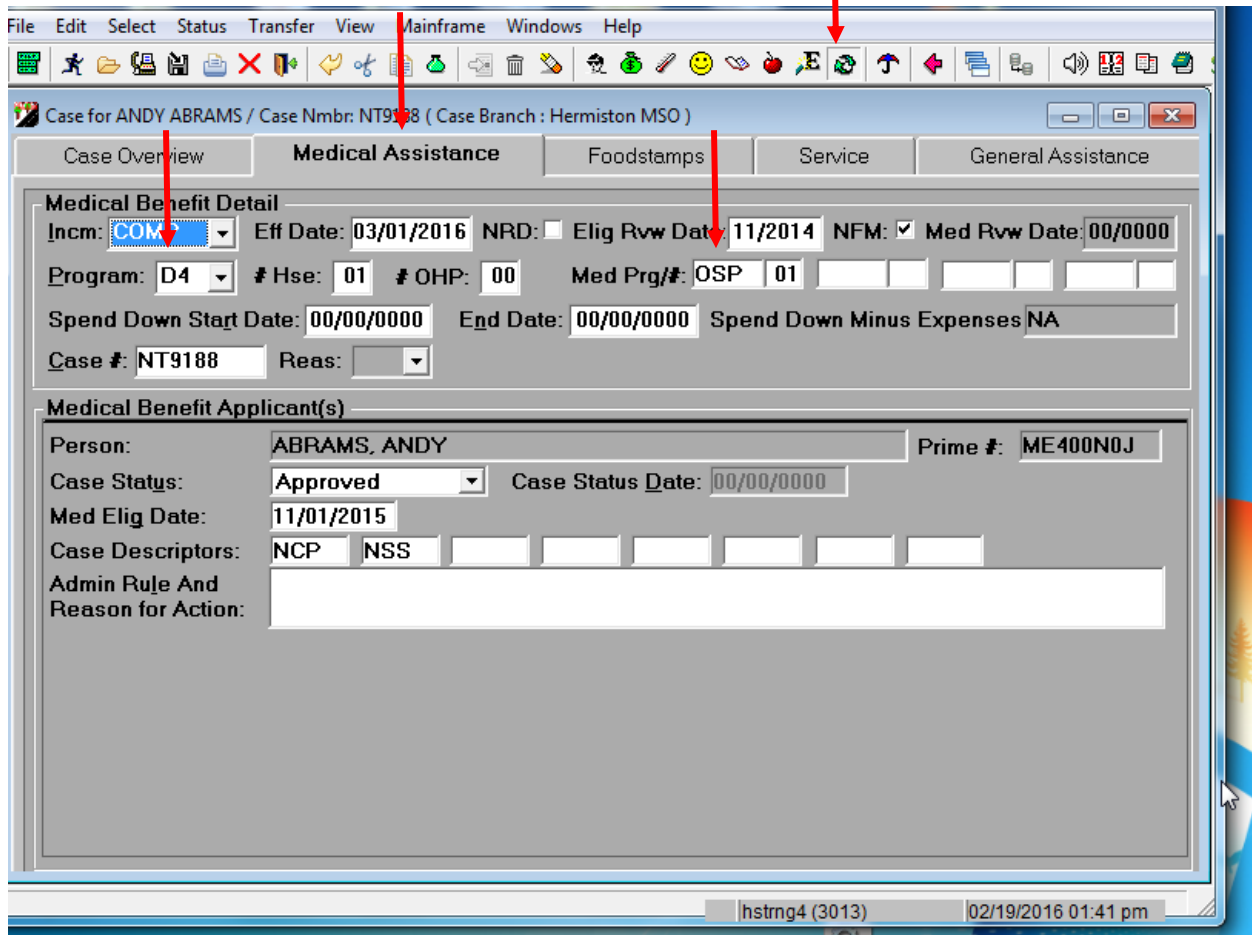 File Edit Select Status Transfer View Mainframe Windows Help
Case for ANDY ABRAMS / Case Nmbr: NT9188 ( Case Branch : Hermiston MSO )
Case Overview Medical Assistance Foodstamps Service General Assistance
Medical Benefit Detail
Incm: COMP Eff Date: 03/01/2016 NRD: Elig Rvw Date: 11/2014 NFM: Med Rvw Date: 00/0000
Program: D4 # Hse: 01 # OHP: 00 Med Prg/#: OSP 01
Spend Down Start Date: 00/00/0000 End Date: 00/00/0000 Spend Down Minus Expenses NA
Case #: NT9188 Reas:
Medical Benefit Applicant(s)
Person: ABRAMS, ANDY Prime #: ME400N0J
Case Status: Approved Case Status Date: 00/00/0000
Med Elig Date: 11/01/2015
Case Descriptors: NCP NSS
Admin Rule And
Reason for Action:
hstrng4 (3013) 02/19/2016 01:41 pm